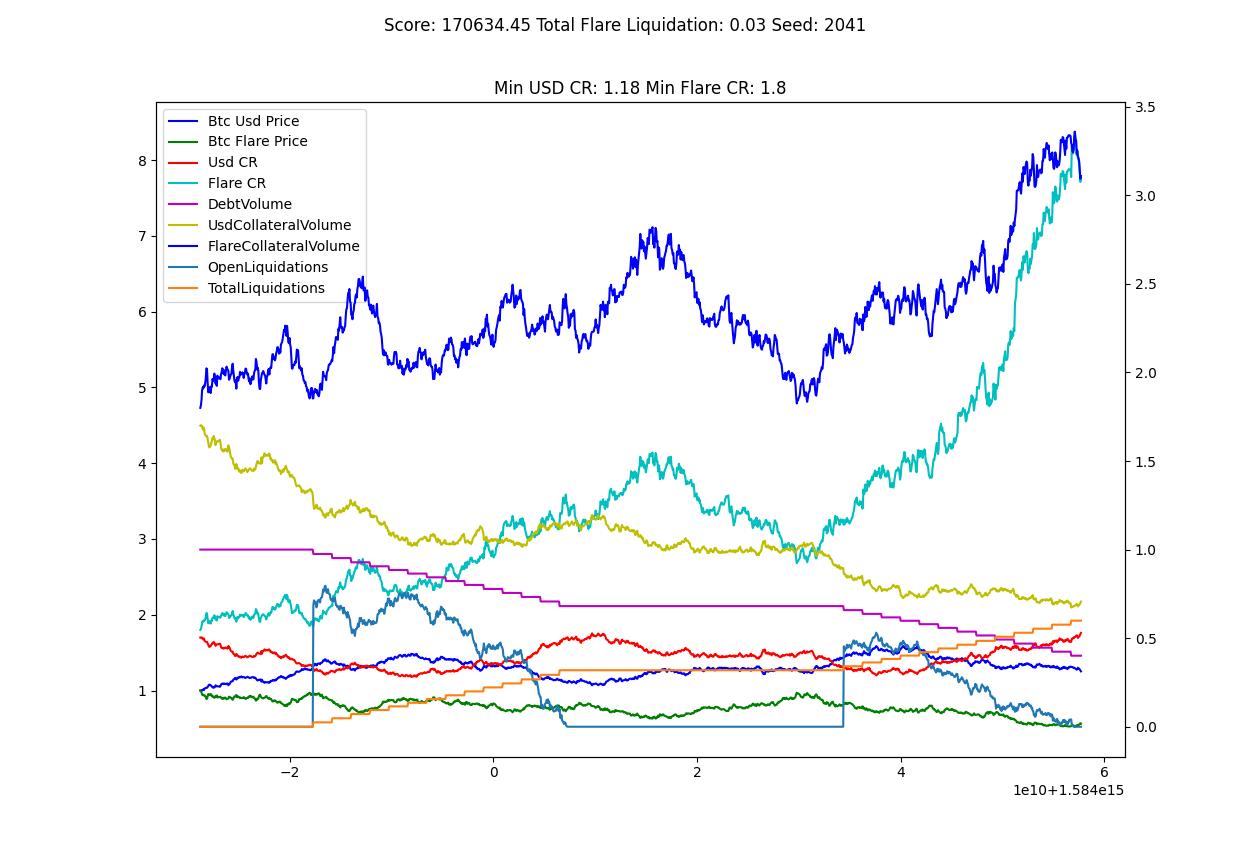 Score: 170634.45 Total Flare Liquidation: 0.03 Seed: 2041
Min USD CR: 1.18 Min Flare CR: 1.8
Btc Usd Price
Btc Flare Price
Usd CR
Flare CR
DebtVolume
UsdCollateralVolume
FlareCollateralVolume
OpenLiquidations
TotalLiquidations
8
7
6
5
4
3
2
1
3.5
3.0
2.5
2.0
1.5
1.0
0.5
0.0
−2
0
2
4
6
1e10+1.584e15